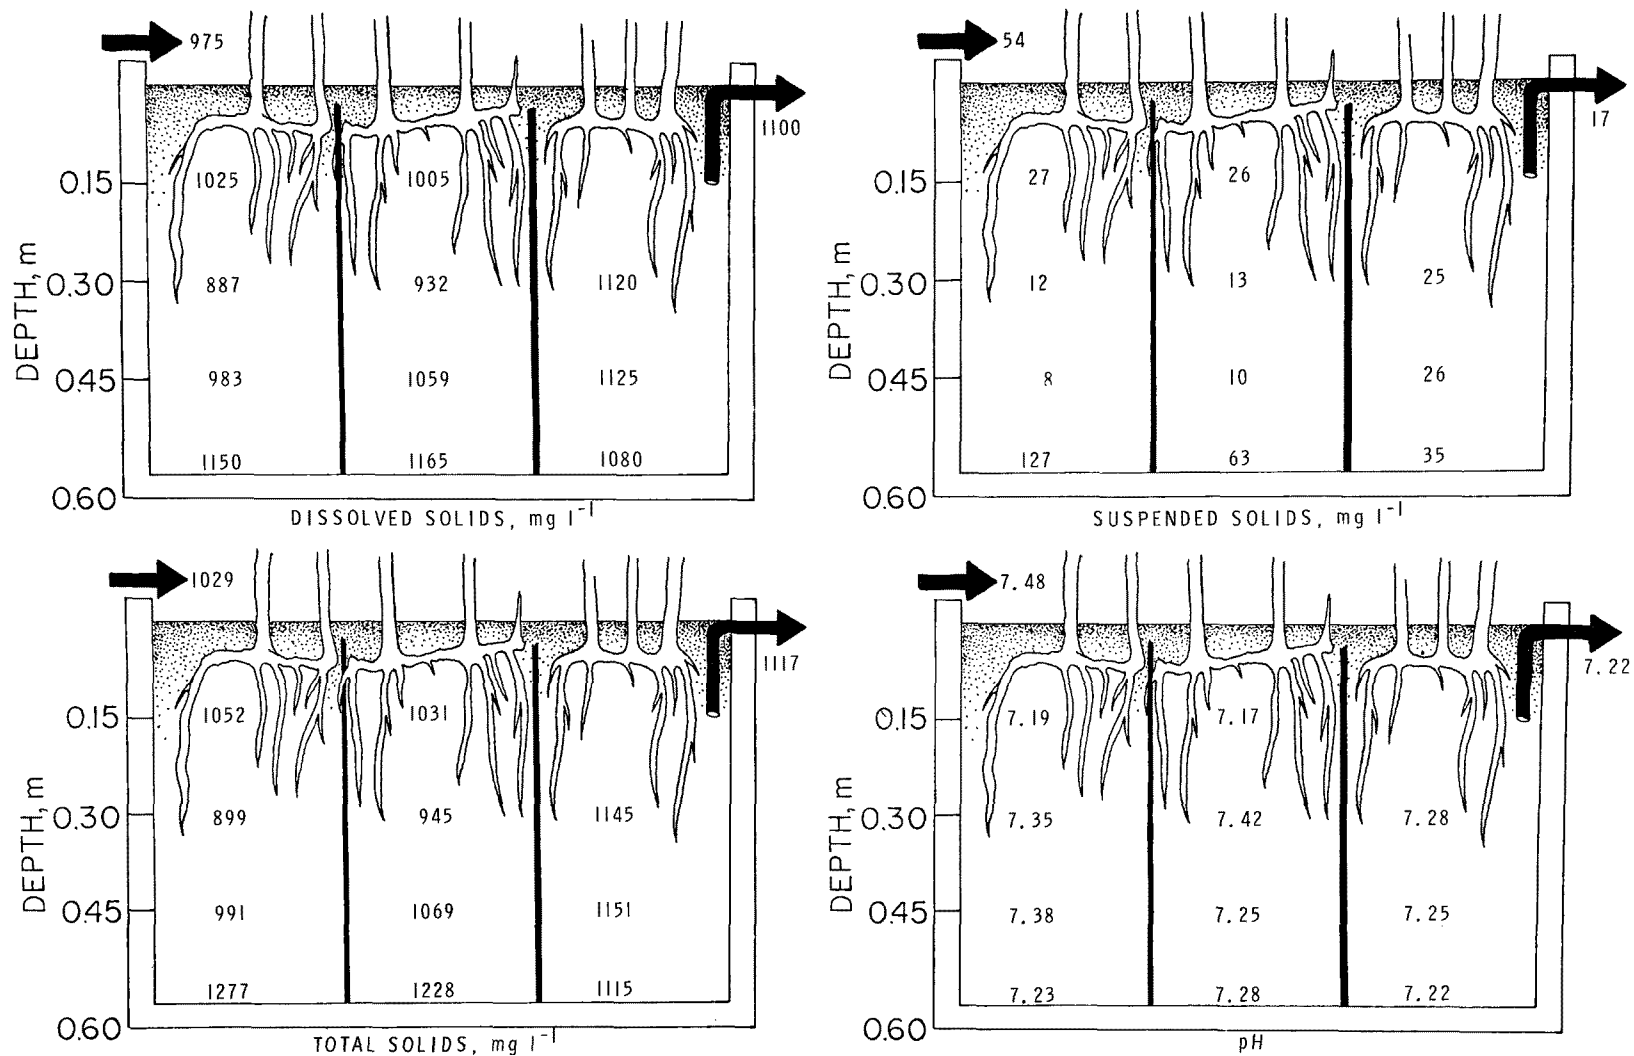 975
1100
1025 1005
0.15
887 932 1120
0.30
983 1059 1125
0.45
1150 1165 1080
0.60
DEPTH, m
DISSOLVED SOLIDS, mg l⁻¹
54
17
27 26
0.15
12 13 25
0.30
8 10 26
0.45
127 63 35
0.60
DEPTH, m
SUSPENDED SOLIDS, mg l⁻¹
1029
1117
1052 1031
0.15
899 945 1145
0.30
991 1069 1151
0.45
1277 1228 1115
0.60
DEPTH, m
TOTAL SOLIDS, mg l⁻¹
7.48
7.22
7.19 7.17
0.15
7.35 7.42 7.28
0.30
7.38 7.25 7.25
0.45
7.23 7.28 7.22
0.60
DEPTH, m
pH